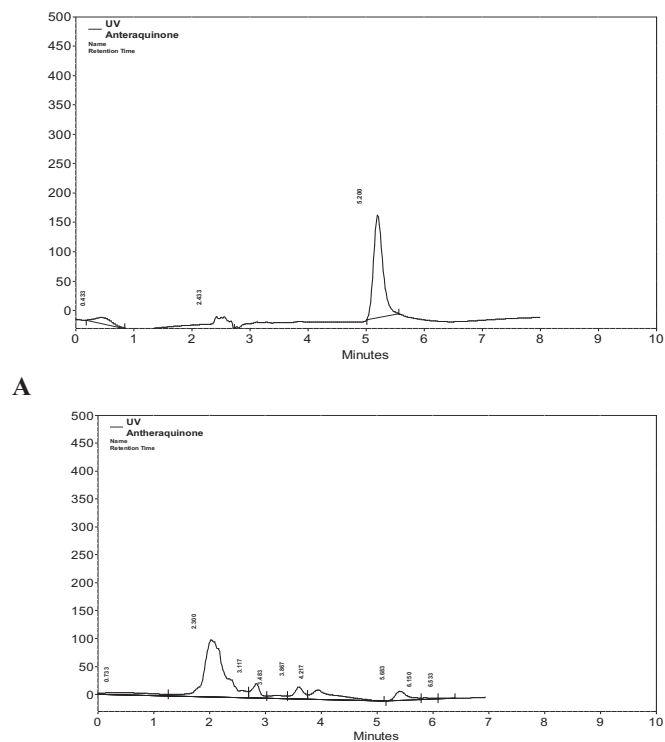 500
UV
Anteraquinone
Name
Retention Time
450
400
350
300
250
200
5.200
150
100
50
0.433
2.433
0
0 1 2 3 4 5 6 7 8 9 10
Minutes
A
500
UV
Antheraquinone
Name
Retention Time
450
400
350
300
250
200
150
2.300
100
50
0.733
3.117
3.483
3.867
4.217
5.683
6.150
6.533
0
0 1 2 3 4 5 6 7 8 9 10
Minutes